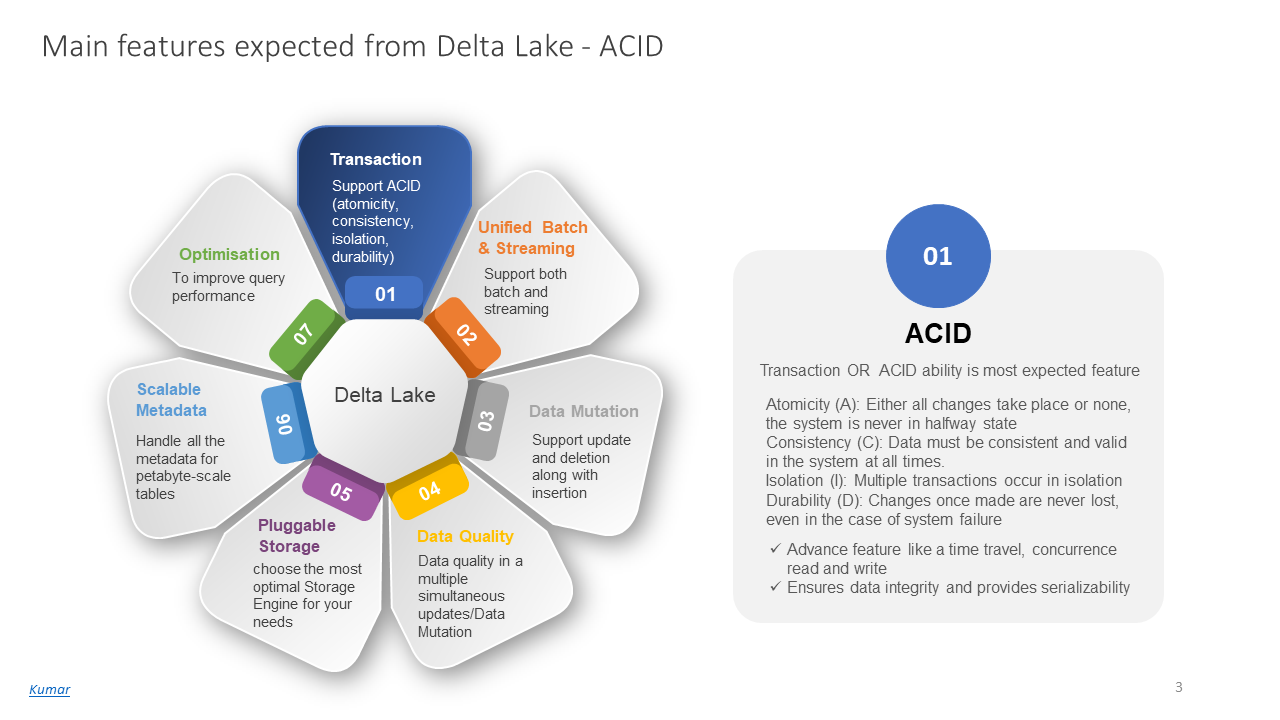 Main features expected from Delta Lake - ACID
Transaction
Support ACID
(atomicity,
consistency,
isolation,
durability)
01
Unified Batch
& Streaming
Support both
batch and
streaming
02
Data Mutation
Support update
and deletion
along with
insertion
03
Data Quality
Data quality in a
multiple
simultaneous
updates/Data
Mutation
04
Pluggable
Storage
choose the most
optimal Storage
Engine for your
needs
05
Scalable
Metadata
Handle all the
metadata for
petabyte-scale
tables
06
Optimisation
To improve query
performance
07
Delta Lake
01
ACID
Transaction OR ACID ability is most expected feature
Atomicity (A): Either all changes take place or none,
the system is never in halfway state
Consistency (C): Data must be consistent and valid
in the system at all times.
Isolation (I): Multiple transactions occur in isolation
Durability (D): Changes once made are never lost,
even in the case of system failure
✓ Advance feature like a time travel, concurrence
read and write
✓ Ensures data integrity and provides serializability
Kumar
3